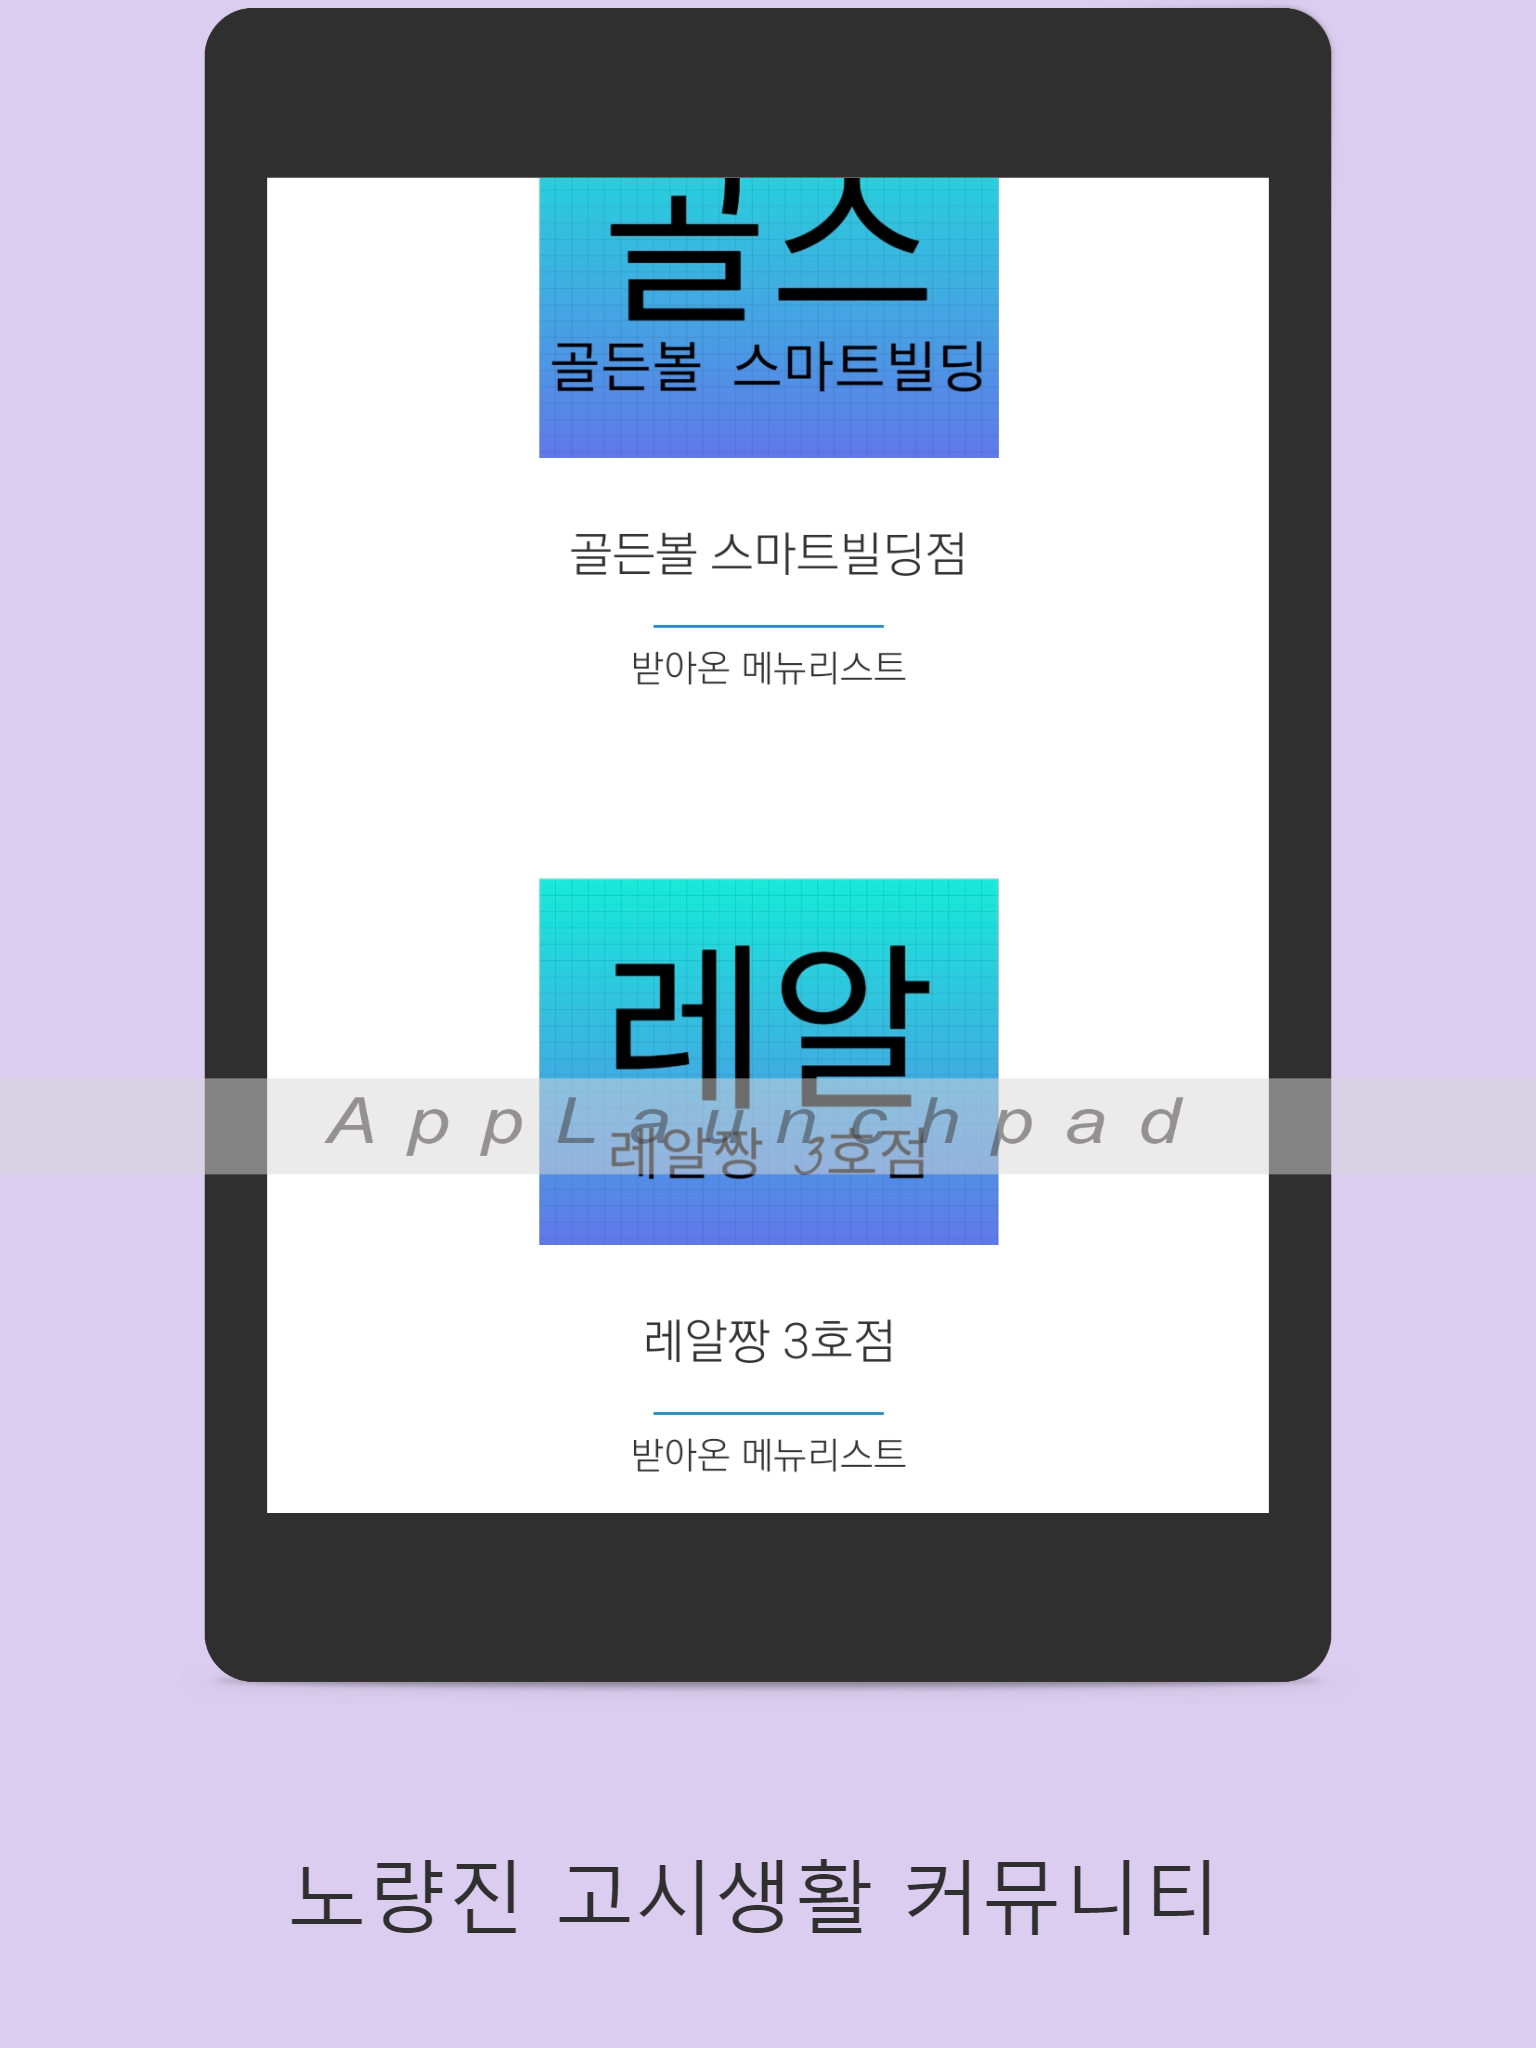 골스
골든볼 스마트빌딩
골든볼 스마트빌딩점
받아온 메뉴리스트
레알
AppLaunchpad
레알짱 3호점
레알짱 3호점
받아온 메뉴리스트
노량진 고시생활 커뮤니티